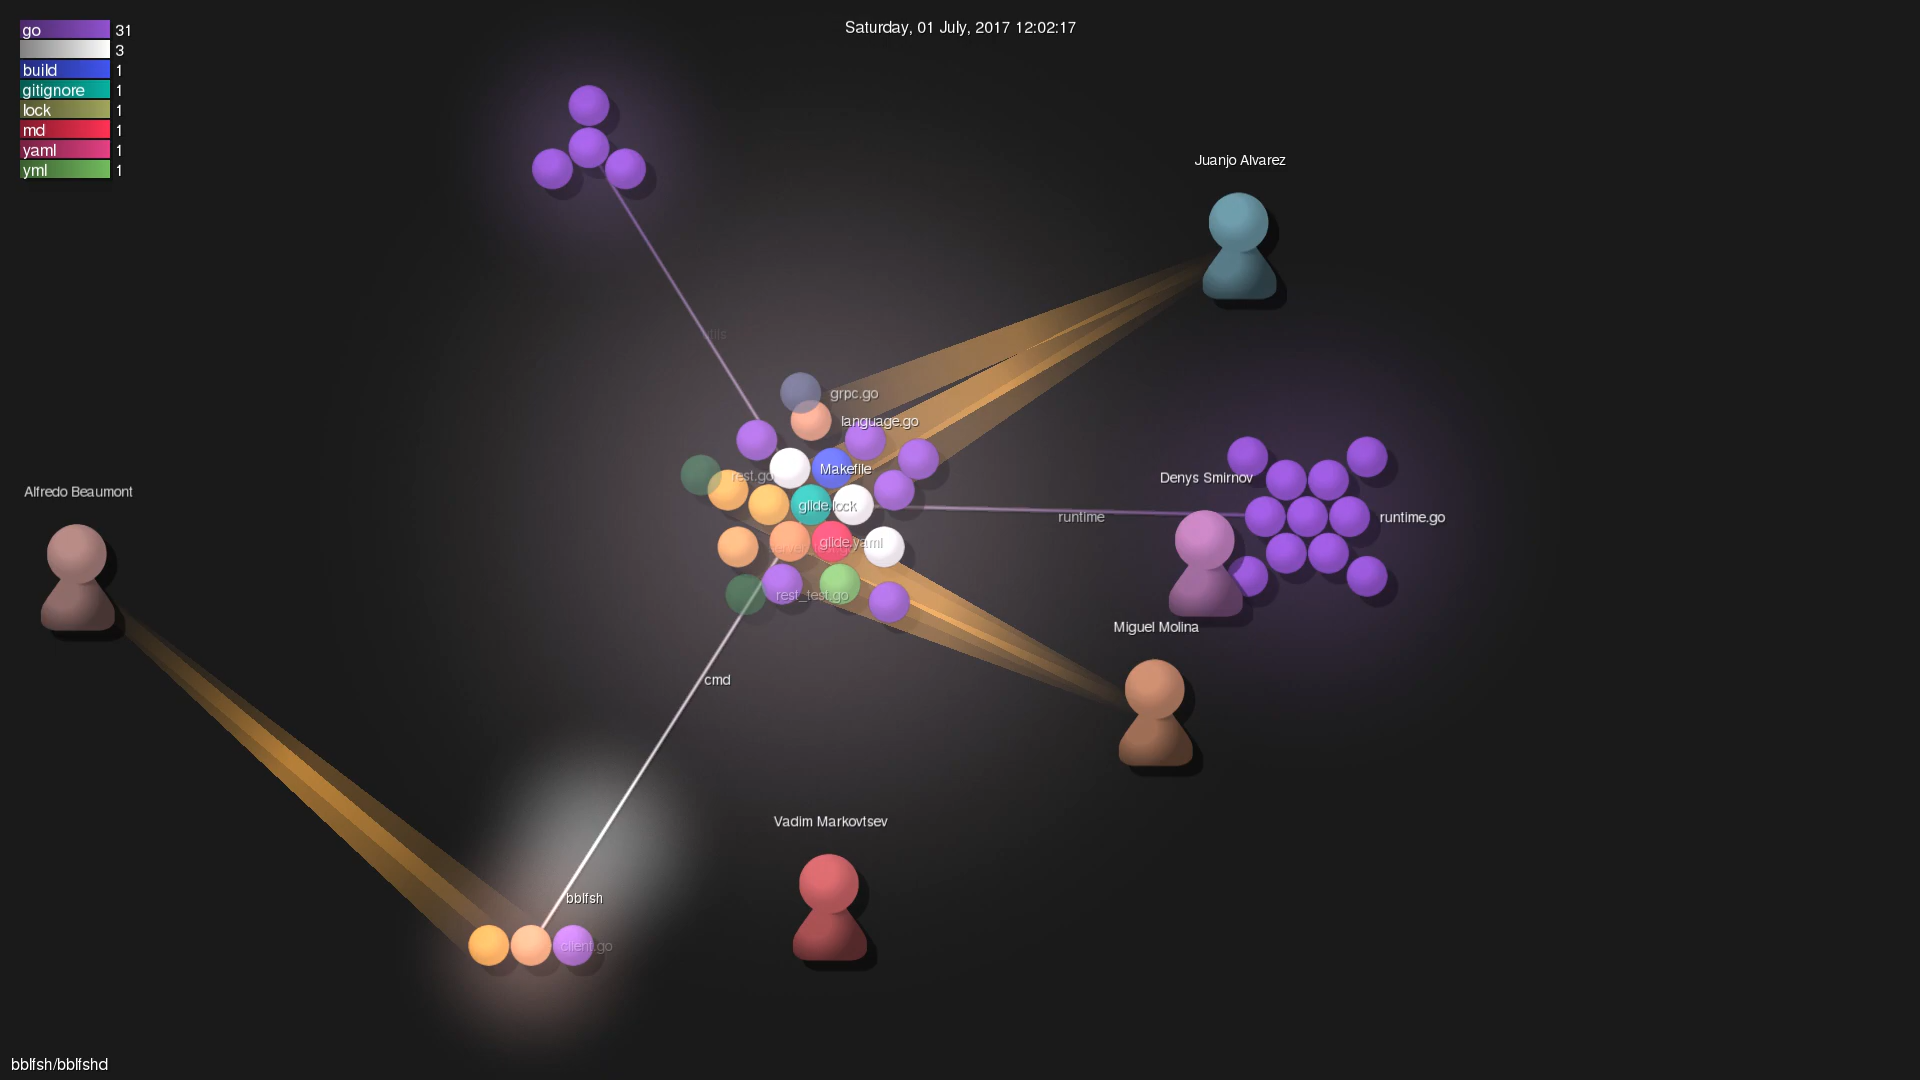 Saturday, 01 July, 2017 12:02:17
go 31
3
build 1
gitignore 1
lock 1
md 1
yaml 1
yml 1
Juanjo Alvarez
utils
grpc.go
language.go
Makefile
rest.go
Denys Smirnov
Alfredo Beaumont
glide.lock
runtime
runtime.go
glide.yaml
rest_test.go
Miguel Molina
cmd
Vadim Markovtsev
bblfsh
client.go
bblfsh/bblfshd